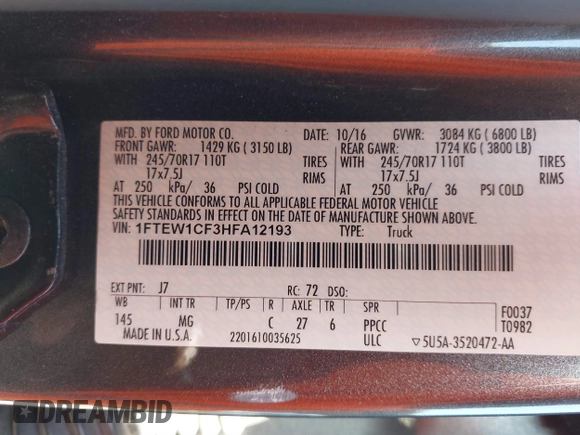 MFD. BY FORD MOTOR CO. DATE: 10/16 GVWR: 3084 KG ( 6800 LB)
FRONT GAWR: 1429 KG ( 3150 LB) REAR GAWR: 1724 KG ( 3800 LB)
WITH 245/70R17 110T TIRES WITH 245/70R17 110T TIRES
17x7.5J RIMS 17x7.5J RIMS
AT 250 kPa/ 36 PSI COLD AT 250 kPa/ 36 PSI COLD
THIS VEHICLE CONFORMS TO ALL APPLICABLE FEDERAL MOTOR VEHICLE
SAFETY STANDARDS IN EFFECT ON THE DATE OF MANUFACTURE SHOWN ABOVE.
VIN: 1FTEW1CF3HFA12193 TYPE: Truck
EXT PNT: J7 RC: 72 DSO:
WB INT TR TP/PS R AXLE TR SPR F0037
145 MG C 27 6 PPCC T0982
MADE IN U.S.A. 2201610035625 ULC ▽5U5A-3520472-AA
DREAMBID